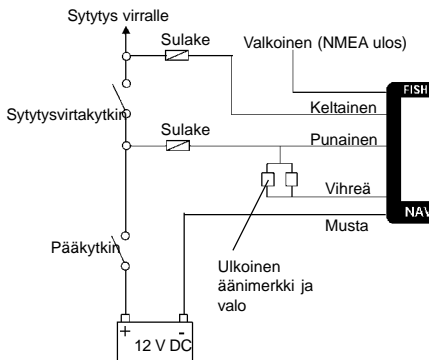 Sytytys virralle
Sulake
Valkoinen (NMEA ulos)
FISH
Keltainen
Sytytysvirtakytkin
Sulake
Punainen
Vihreä
NAV
Musta
Pääkytkin
Ulkoinen
äänimerkki ja
valo
+ -
12 V DC